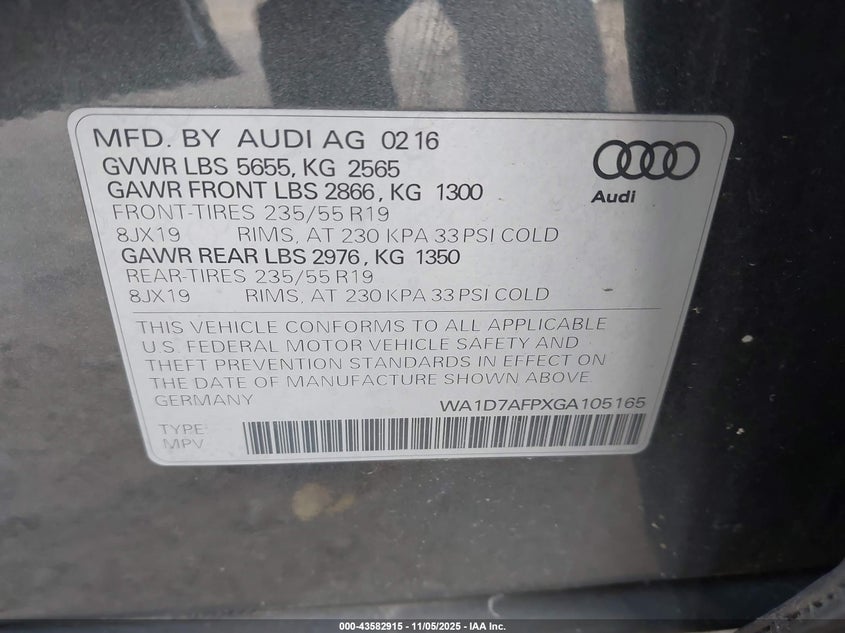 MFD. BY AUDI AG 02 16
GVWR LBS 5655, KG 2565
GAWR FRONT LBS 2866, KG 1300
FRONT-TIRES 235/55 R19
8JX19 RIMS, AT 230 KPA 33 PSI COLD
GAWR REAR LBS 2976, KG 1350
REAR-TIRES 235/55 R19
8JX19 RIMS, AT 230 KPA 33 PSI COLD
Audi
THIS VEHICLE CONFORMS TO ALL APPLICABLE
U.S. FEDERAL MOTOR VEHICLE SAFETY AND
THEFT PREVENTION STANDARDS IN EFFECT ON
THE DATE OF MANUFACTURE SHOWN ABOVE.
GERMANY WA1D7AFPXGA105165
TYPE:
MPV
000-43582915 - 11/05/2025 - IAA Inc.